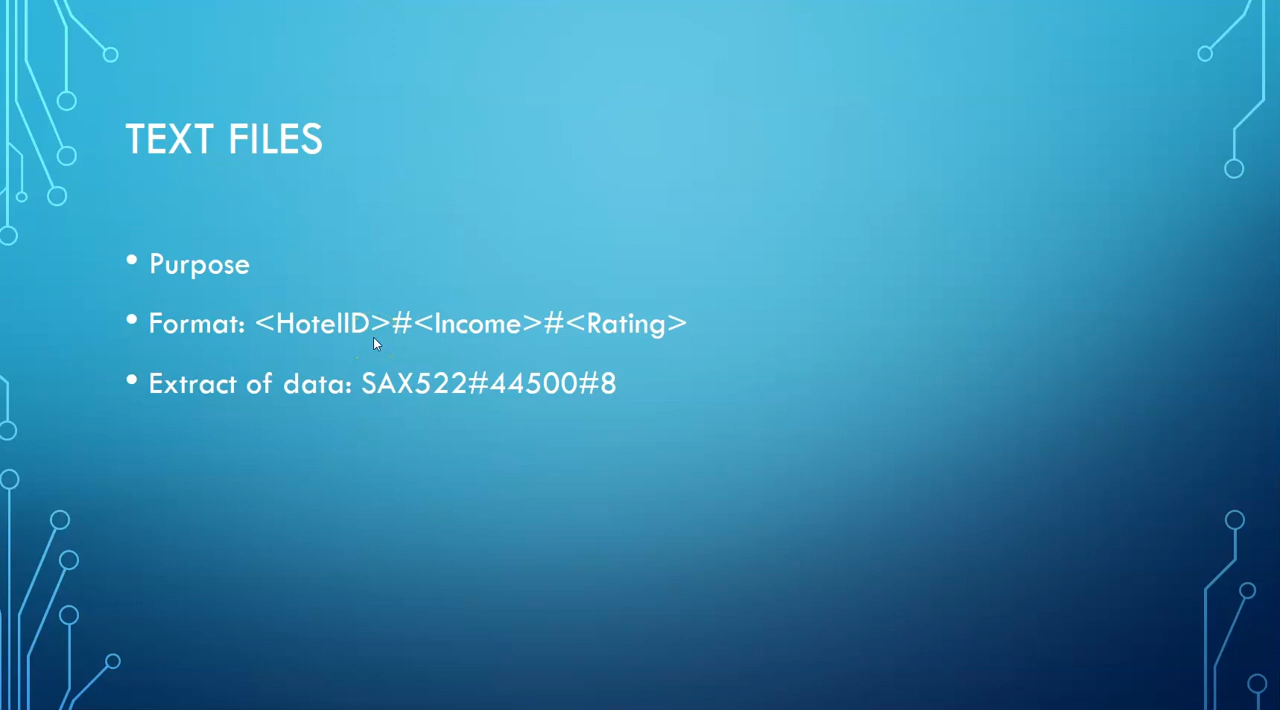 TEXT FILES
• Purpose
• Format: <HotelID>#<Income>#<Rating>
• Extract of data: SAX522#44500#8